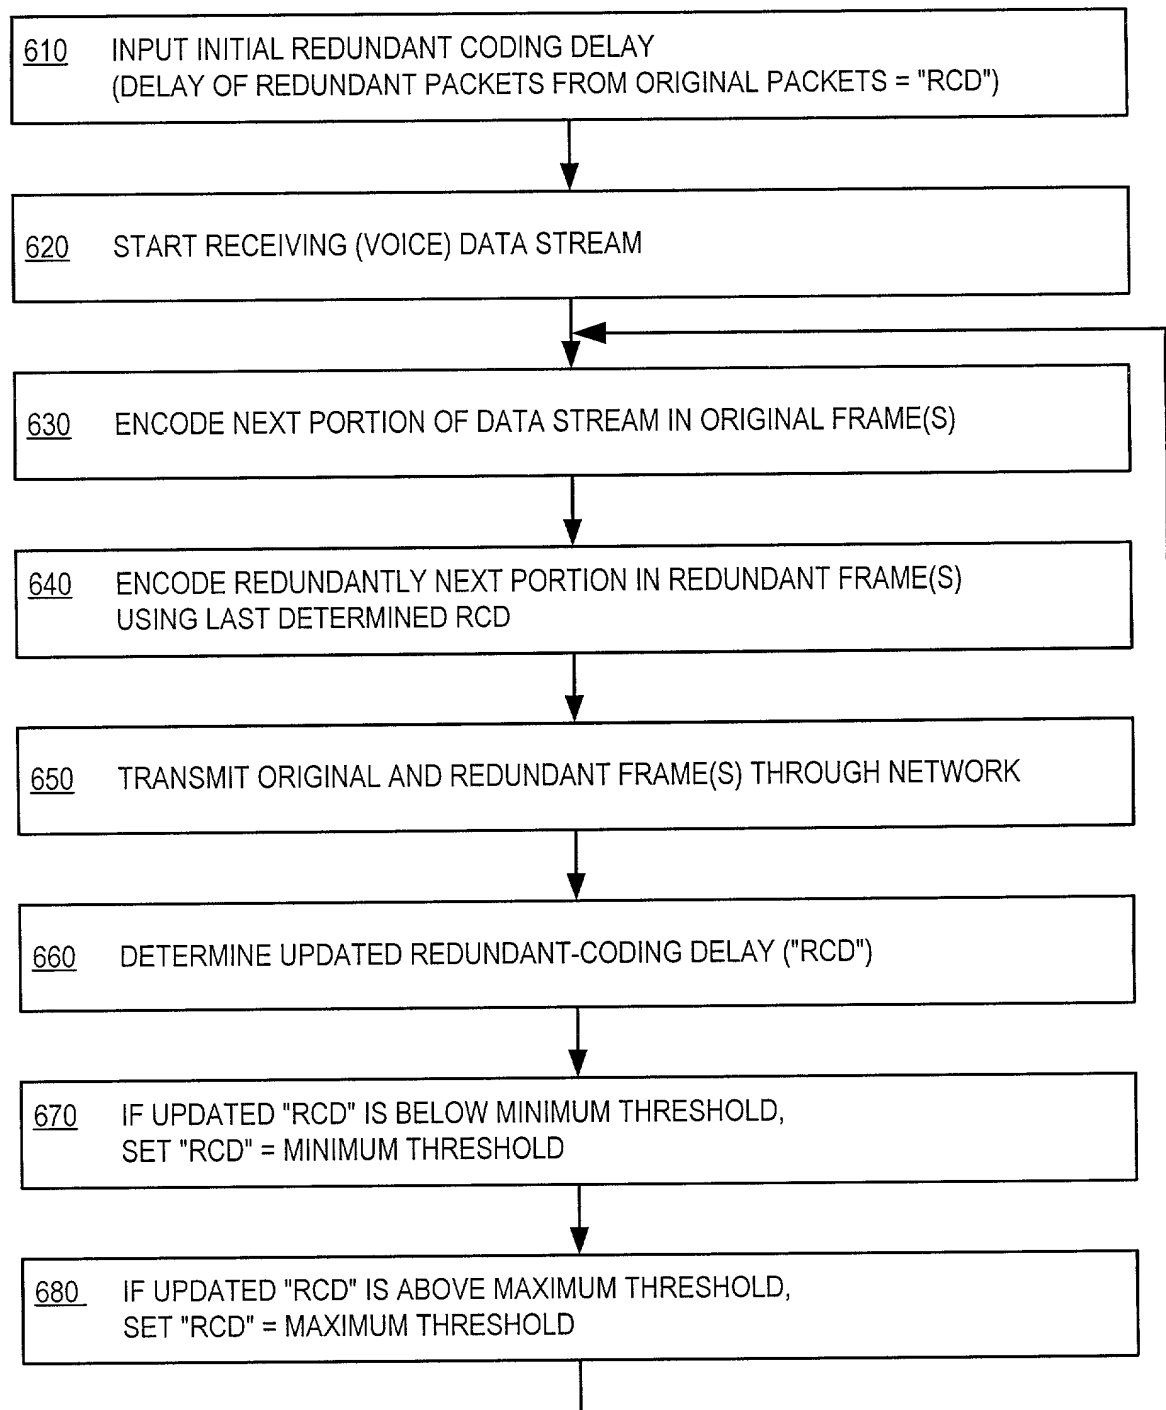 610 INPUT INITIAL REDUNDANT CODING DELAY
(DELAY OF REDUNDANT PACKETS FROM ORIGINAL PACKETS = "RCD")
620 START RECEIVING (VOICE) DATA STREAM
630 ENCODE NEXT PORTION OF DATA STREAM IN ORIGINAL FRAME(S)
640 ENCODE REDUNDANTLY NEXT PORTION IN REDUNDANT FRAME(S)
USING LAST DETERMINED RCD
650 TRANSMIT ORIGINAL AND REDUNDANT FRAME(S) THROUGH NETWORK
660 DETERMINE UPDATED REDUNDANT-CODING DELAY ("RCD")
670 IF UPDATED "RCD" IS BELOW MINIMUM THRESHOLD,
SET "RCD" = MINIMUM THRESHOLD
680 IF UPDATED "RCD" IS ABOVE MAXIMUM THRESHOLD,
SET "RCD" = MAXIMUM THRESHOLD